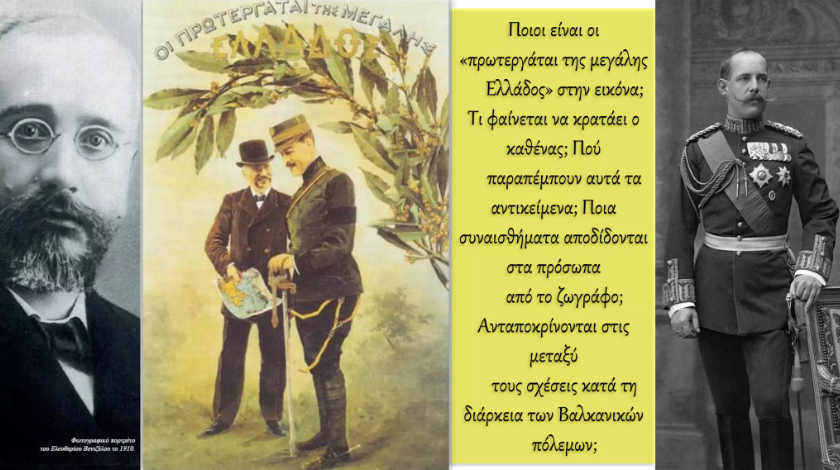 ΟΙ ΠΡΩΤΕΡΓΑΤΑΙ ΤΗΣ ΜΕΓΑΛΗΣ
ΕΛΛΑΔΟΣ
Φωτογραφικό πορτρέτο
του Ελευθερίου Βενιζέλου το 1910.
Ποιοι είναι οι
«πρωτεργάται της μεγάλης
Ελλάδος» στην εικόνα;
Τι φαίνεται να κρατάει ο
καθένας; Πού
παραπέμπουν αυτά τα
αντικείμενα; Ποια
συναισθήματα αποδίδονται
στα πρόσωπα
από το ζωγράφο;
Ανταποκρίνονται στις
μεταξύ
τους σχέσεις κατά τη
διάρκεια των Βαλκανικών
πόλεμων;